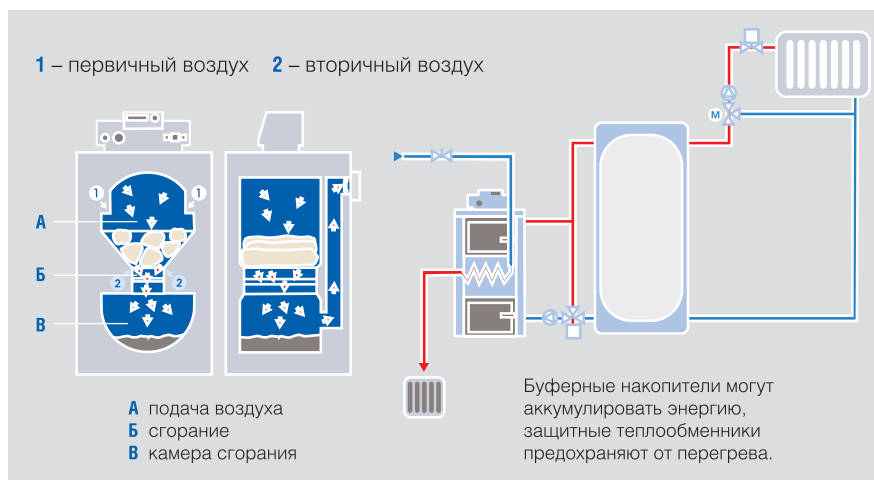 1 – первичный воздух 2 – вторичный воздух
1
1
А
Б
2
2
В
М
А подача воздуха
Б сгорание
В камера сгорания
Буферные накопители могут
аккумулировать энергию,
защитные теплообменники
предохраняют от перегрева.